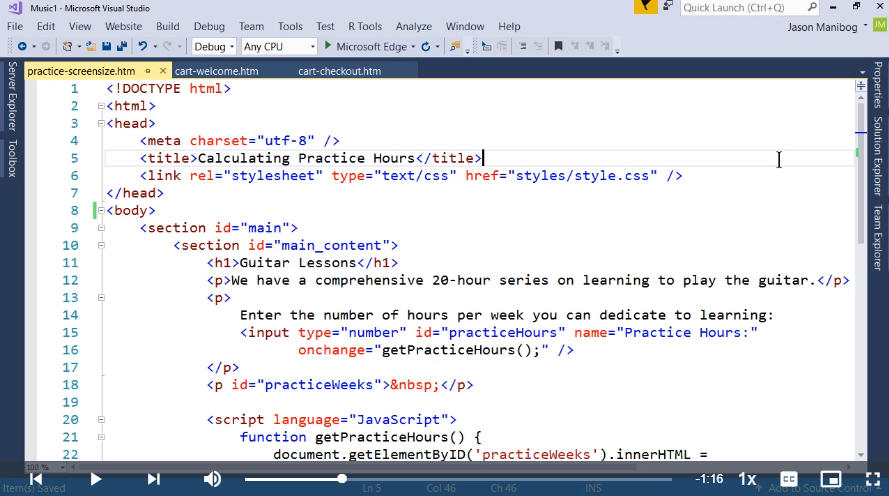 Music1 - Microsoft Visual Studio
Quick Launch (Ctrl+Q)
File Edit View Website Build Debug Team Tools Test R Tools Analyze Window Help
Jason Manibog JM
Debug Any CPU Microsoft Edge
practice-screensize.htm cart-welcome.htm cart-checkout.htm
Server Explorer
Toolbox
Properties
Solution Explorer
Team Explorer
1 <!DOCTYPE html>
2 <html>
3 <head>
4 <meta charset="utf-8" />
5 <title>Calculating Practice Hours</title>
6 <link rel="stylesheet" type="text/css" href="styles/style.css" />
7 </head>
8 <body>
9 <section id="main">
10 <section id="main_content">
11 <h1>Guitar Lessons</h1>
12 <p>We have a comprehensive 20-hour series on learning to play the guitar.</p>
13 <p>
14 Enter the number of hours per week you can dedicate to learning:
15 <input type="number" id="practiceHours" name="Practice Hours:"
16 onchange="getPracticeHours();" />
17 </p>
18 <p id="practiceWeeks">&nbsp;</p>
19
20 <script language="JavaScript">
21 function getPracticeHours() {
22 document.getElementByID('practiceWeeks').innerHTML =
100 %
-1:16 1x
Item(s) Saved Ln 5 Col 46 Ch 46 INS Add to Source Control